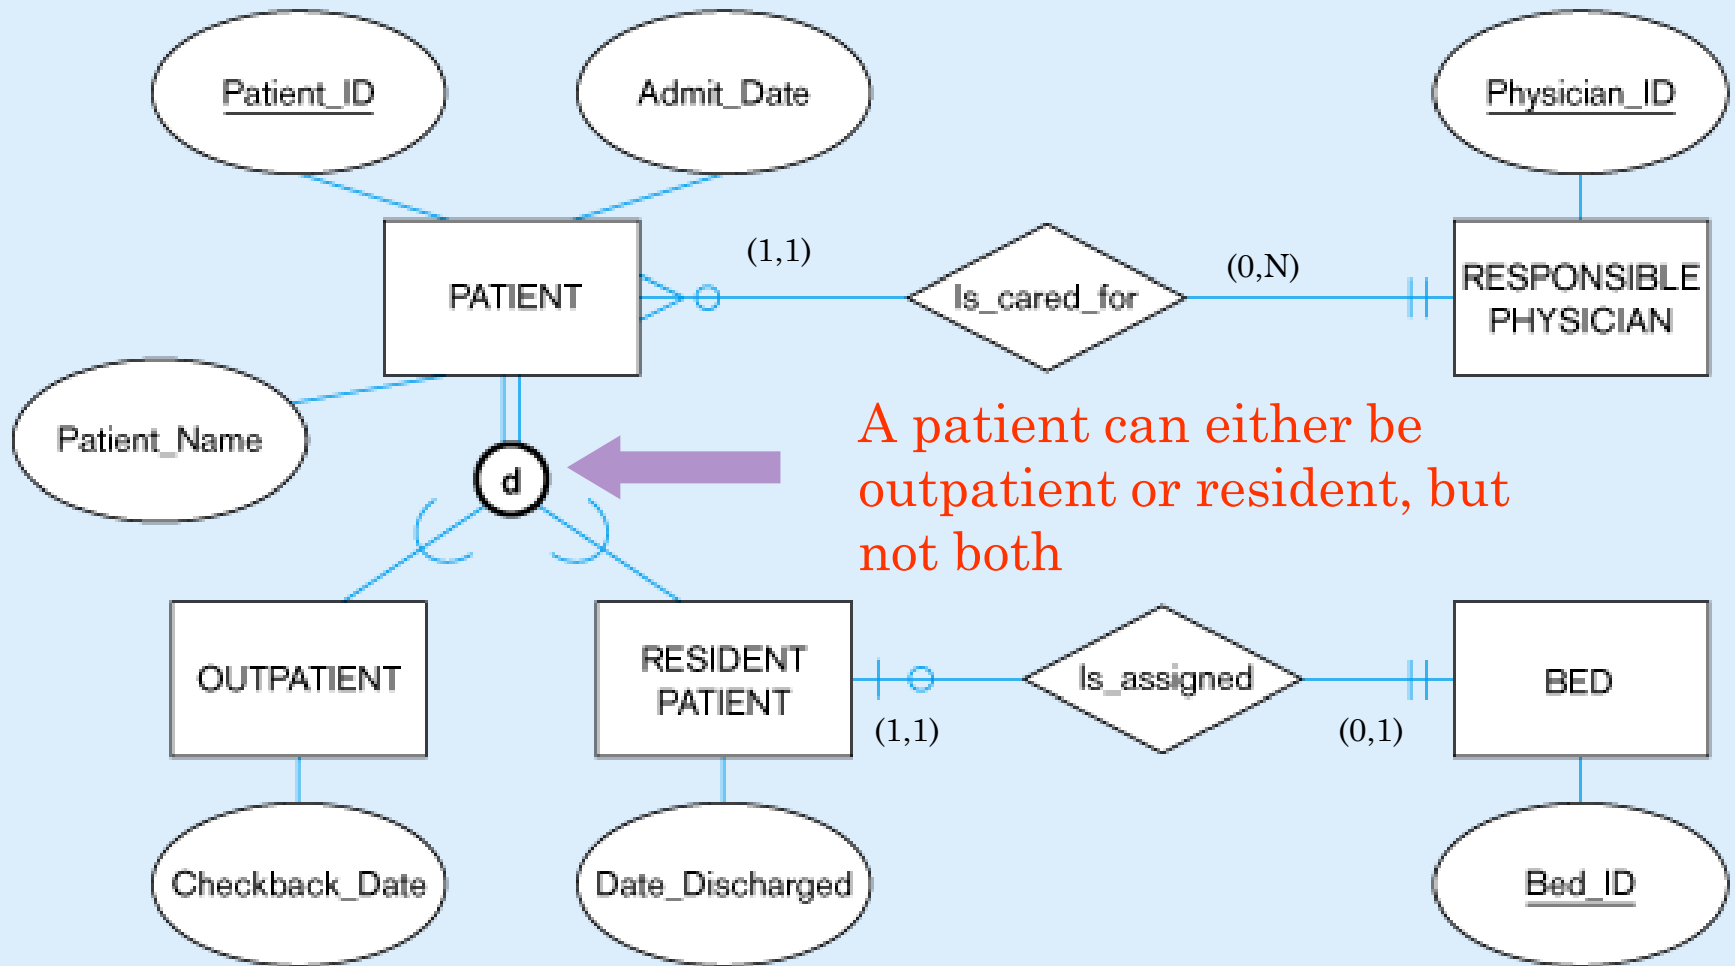 Patient_ID
Admit_Date
Physician_ID
PATIENT
(1,1)
Is_cared_for
(0,N)
RESPONSIBLE
PHYSICIAN
Patient_Name
d
A patient can either be
outpatient or resident, but
not both
OUTPATIENT
RESIDENT
PATIENT
(1,1)
Is_assigned
(0,1)
BED
Checkback_Date
Date_Discharged
Bed_ID